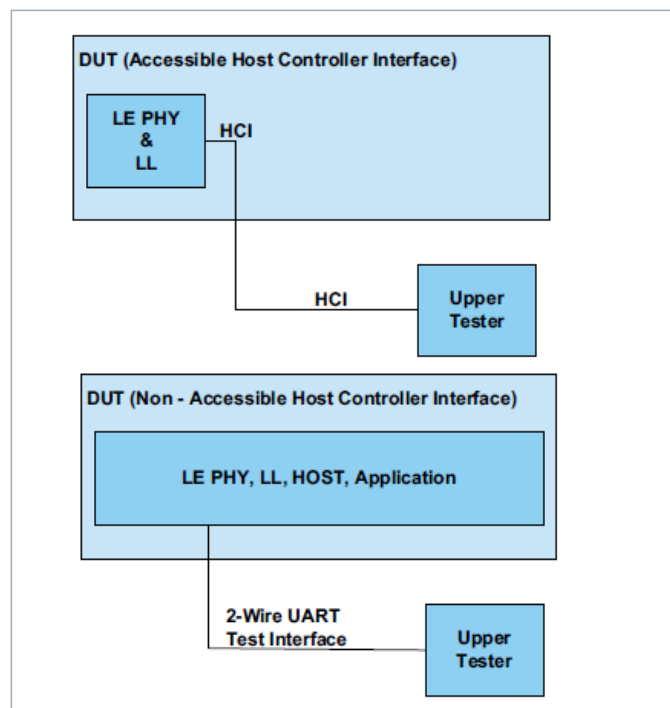 DUT (Accessible Host Controller Interface)
LE PHY
&
LL
HCI
HCI
Upper
Tester
DUT (Non - Accessible Host Controller Interface)
LE PHY, LL, HOST, Application
2-Wire UART
Test Interface
Upper
Tester